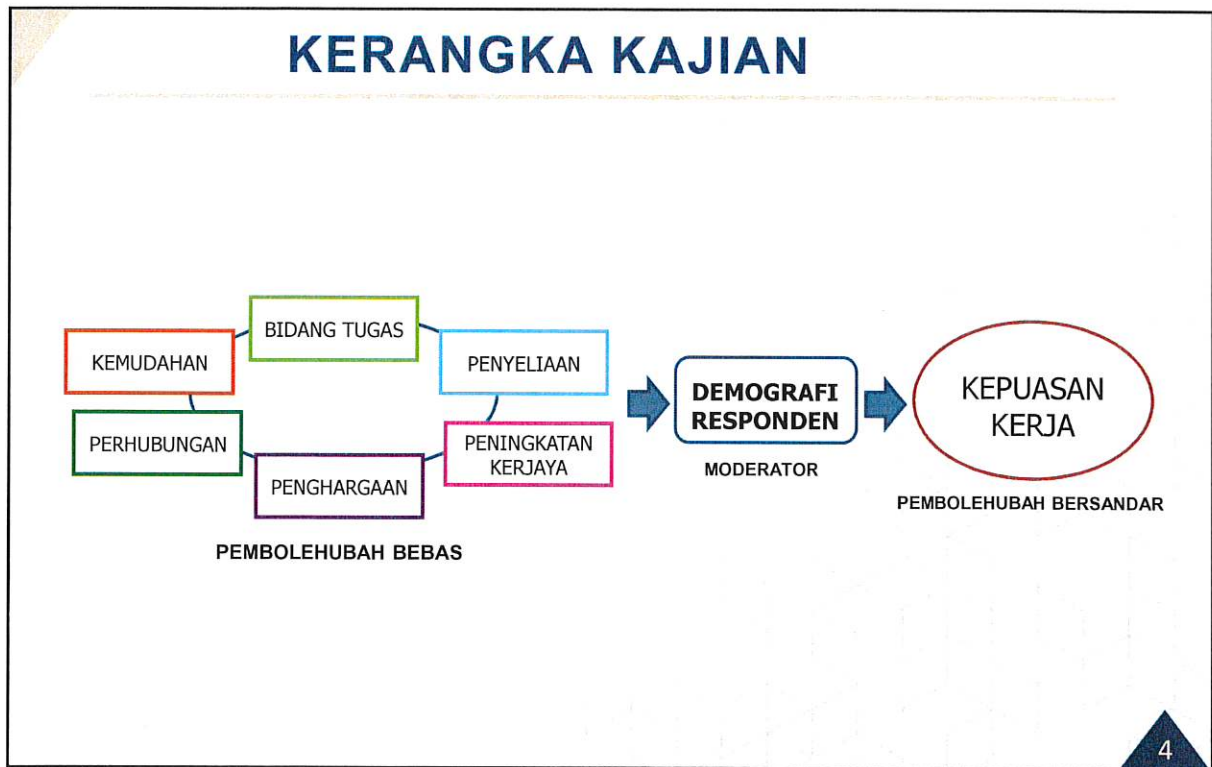 KERANGKA KAJIAN
BIDANG TUGAS
KEMUDAHAN
PENYELIAAN
PERHUBUNGAN
PENINGKATAN
KERJAYA
PENGHARGAAN
PEMBOLEHUBAH BEBAS
DEMOGRAFI
RESPONDEN
MODERATOR
KEPUASAN
KERJA
PEMBOLEHUBAH BERSANDAR
4